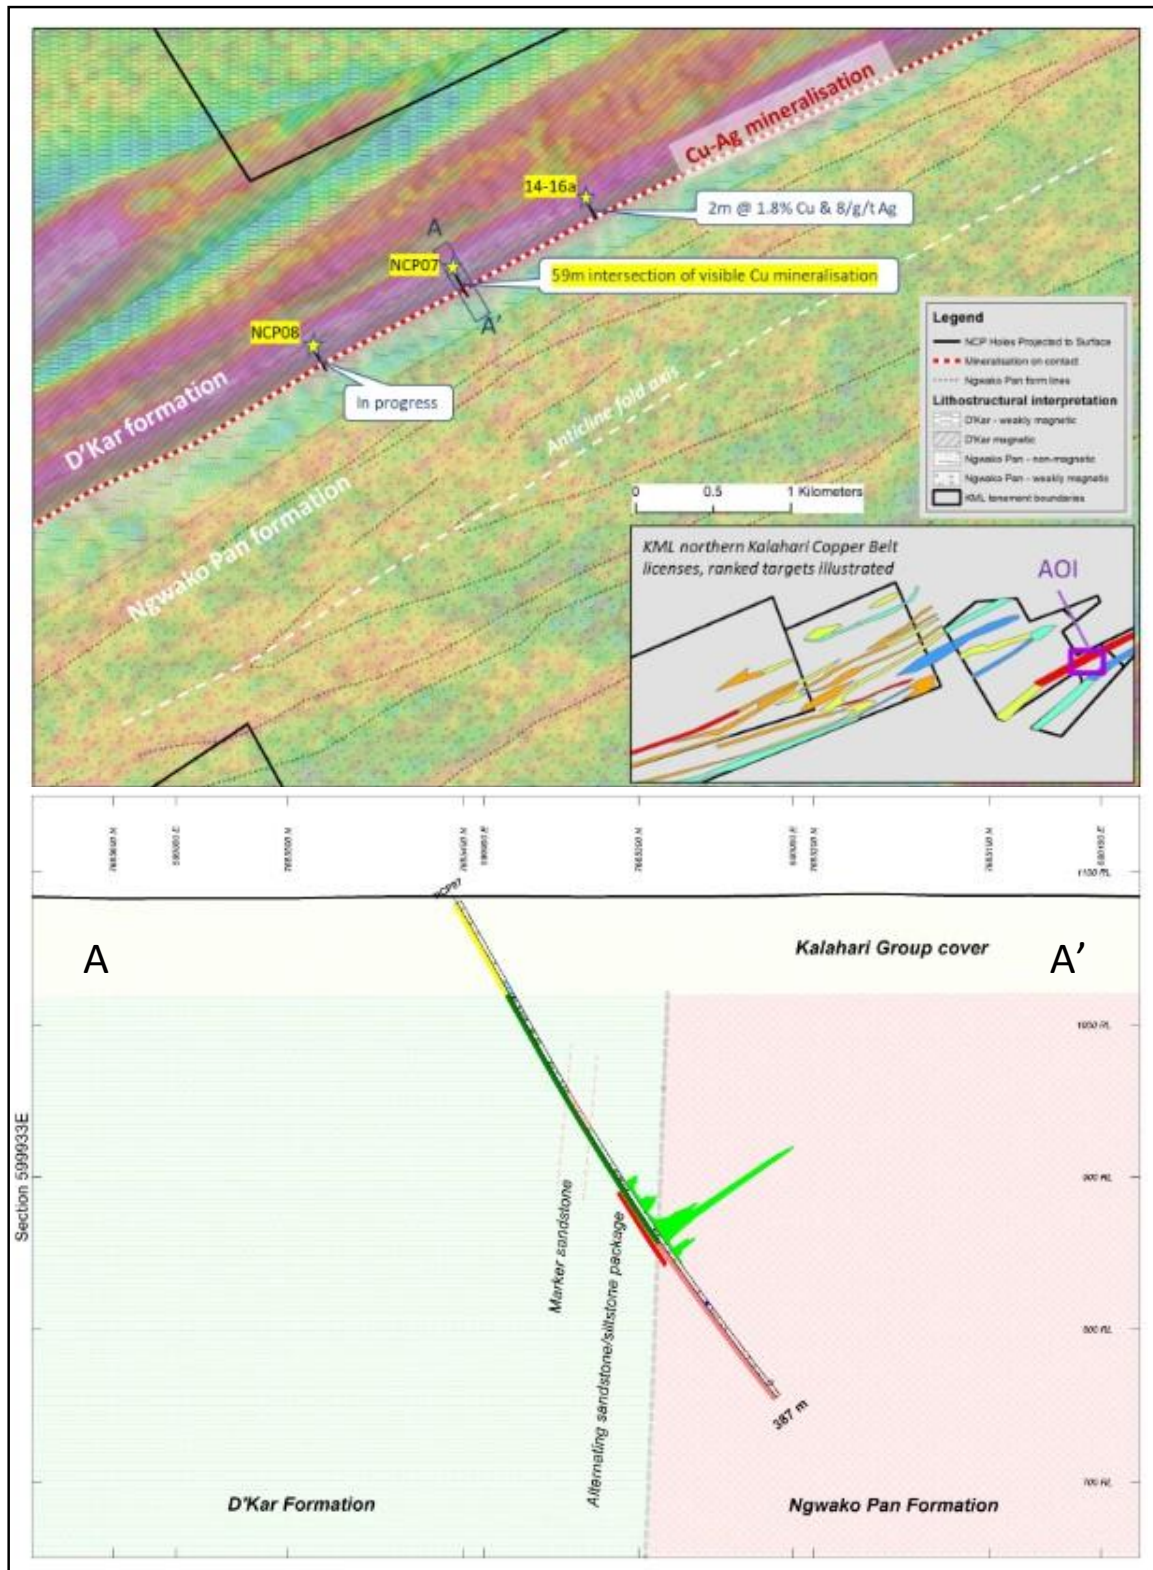 Cu-Ag mineralisation
14-16a
2m @ 1.8% Cu & 8/g/t Ag
A
NCP07
59m intersection of visible Cu mineralisation
A'
NCP08
In progress
D'Kar formation
Anticline fold axis
Ngwako Pan formation
Legend
NCP Holes Projected to Surface
Mineralisation on contact
Ngwako Pan form lines
Lithostructural interpretation
D'Kar - weakly magnetic
D'Kar magnetic
Ngwako Pan - non-magnetic
Ngwako Pan - weakly magnetic
KML tenement boundaries
0 0.5 1 Kilometers
KML northern Kalahari Copper Belt
licenses, ranked targets illustrated
AOI
1100 RL
A
Kalahari Group cover
A'
1000 RL
Section 599933E
Marker sandstone
Alternating sandstone/siltstone package
387 m
D'Kar Formation
Ngwako Pan Formation